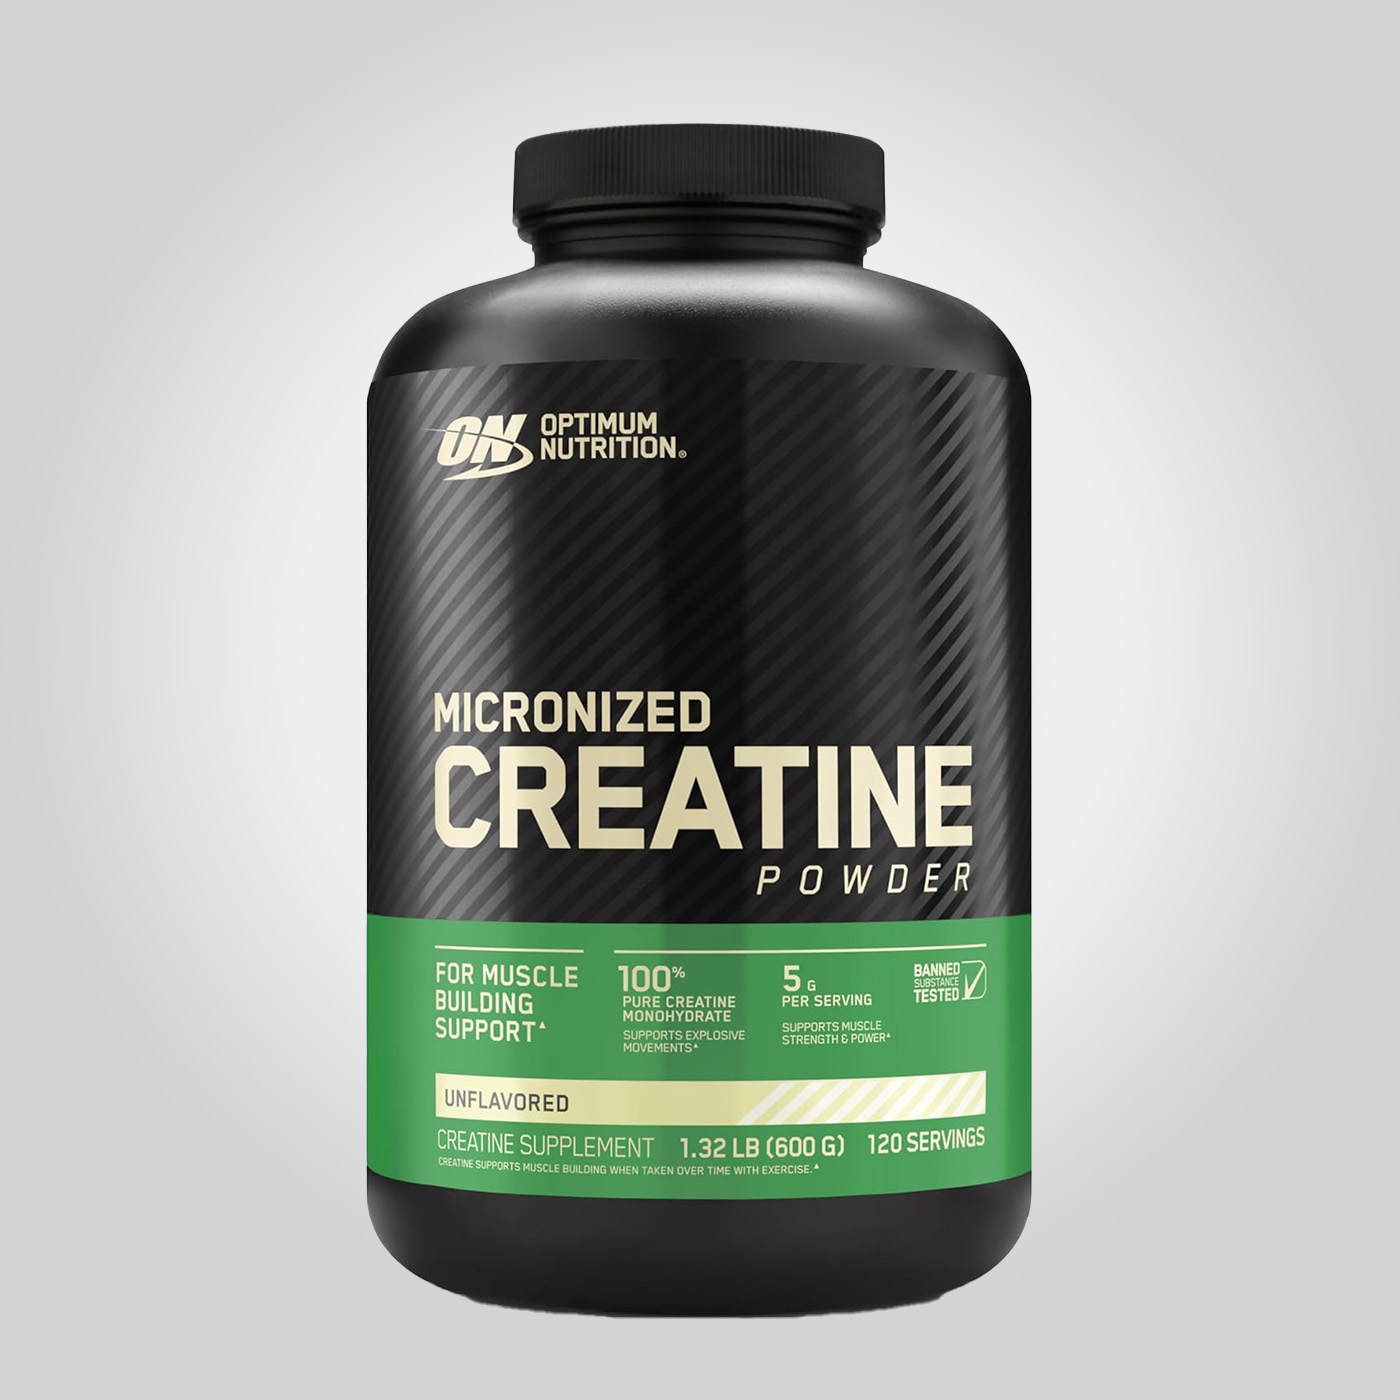 ON OPTIMUM
NUTRITION®
MICRONIZED
CREATINE
POWDER
FOR MUSCLE
BUILDING
SUPPORT▲
100%
PURE CREATINE
MONOHYDRATE
SUPPORTS EXPLOSIVE
MOVEMENTS▲
5 G
PER SERVING
SUPPORTS MUSCLE
STRENGTH & POWER▲
BANNED
SUBSTANCE
TESTED
UNFLAVORED
CREATINE SUPPLEMENT 1.32 LB (600 G) 120 SERVINGS
CREATINE SUPPORTS MUSCLE BUILDING WHEN TAKEN OVER TIME WITH EXERCISE.▲